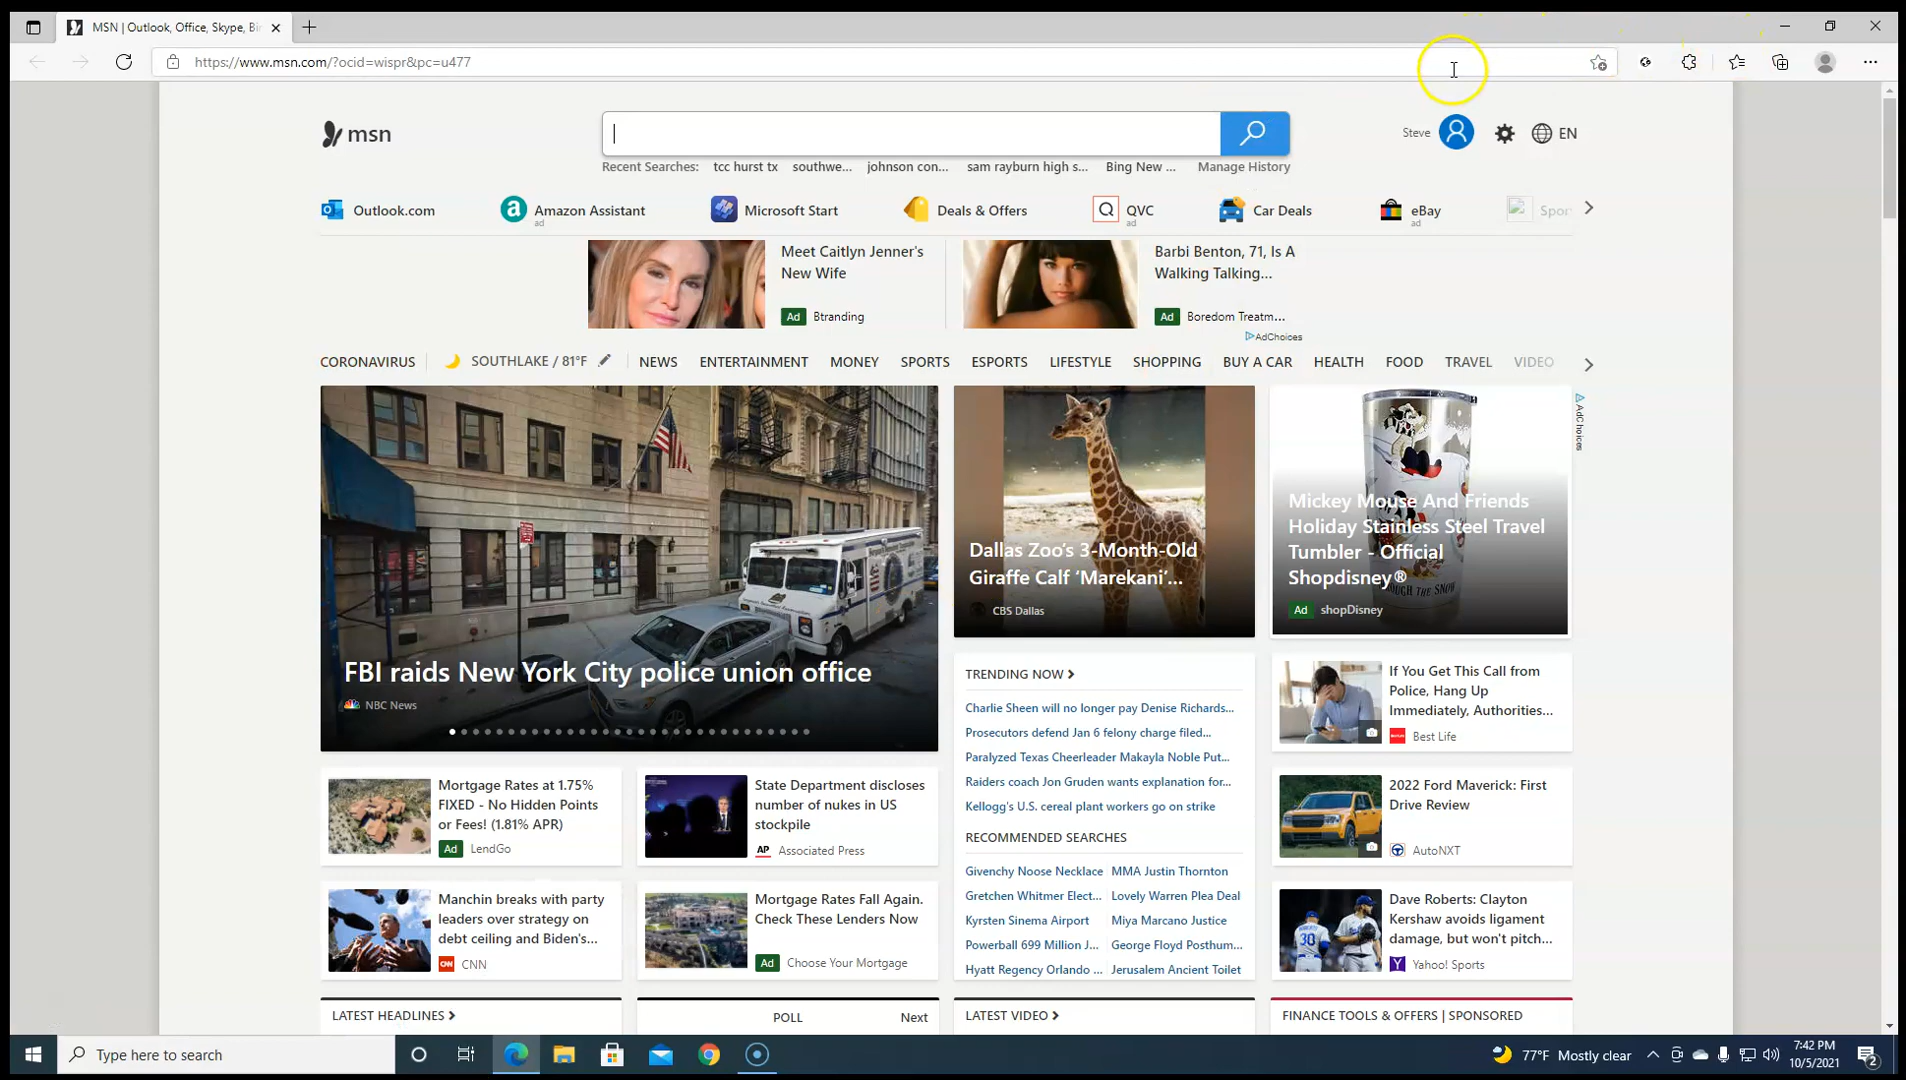 MSN | Outlook, Office, Skype, Bi
https://www.msn.com/?ocid=wispr&pc=u477
msn
Steve
EN
Recent Searches: tcc hurst tx southwe... johnson con... sam rayburn high s... Bing New ... Manage History
Outlook.com
Amazon Assistant
ad
Microsoft Start
Deals & Offers
QVC
ad
Car Deals
eBay
ad
Spor
Meet Caitlyn Jenner's
New Wife
Ad Btranding
Barbi Benton, 71, Is A
Walking Talking...
Ad Boredom Treatm...
AdChoices
CORONAVIRUS SOUTHLAKE / 81°F NEWS ENTERTAINMENT MONEY SPORTS ESPORTS LIFESTYLE SHOPPING BUY A CAR HEALTH FOOD TRAVEL VIDEO
FBI raids New York City police union office
NBC News
Dallas Zoo's 3-Month-Old
Giraffe Calf ‘Marekani’...
CBS Dallas
Mickey Mouse And Friends
Holiday Stainless Steel Travel
Tumbler - Official
Shopdisney®
Ad shopDisney
AdChoices
TRENDING NOW
Charlie Sheen will no longer pay Denise Richards...
Prosecutors defend Jan 6 felony charge filed...
Paralyzed Texas Cheerleader Makayla Noble Put...
Raiders coach Jon Gruden wants explanation for...
Kellogg's U.S. cereal plant workers go on strike
RECOMMENDED SEARCHES
Givenchy Noose Necklace MMA Justin Thornton
Gretchen Whitmer Elect... Lovely Warren Plea Deal
Kyrsten Sinema Airport Miya Marcano Justice
Powerball 699 Million J... George Floyd Posthum...
Hyatt Regency Orlando ... Jerusalem Ancient Toilet
If You Get This Call from
Police, Hang Up
Immediately, Authorities...
Best Life
Mortgage Rates at 1.75%
FIXED - No Hidden Points
or Fees! (1.81% APR)
Ad LendGo
State Department discloses
number of nukes in US
stockpile
AP Associated Press
2022 Ford Maverick: First
Drive Review
AutoNXT
Manchin breaks with party
leaders over strategy on
debt ceiling and Biden's...
CNN
Mortgage Rates Fall Again.
Check These Lenders Now
Ad Choose Your Mortgage
Dave Roberts: Clayton
Kershaw avoids ligament
damage, but won't pitch...
Yahoo! Sports
LATEST HEADLINES
POLL Next
LATEST VIDEO
FINANCE TOOLS & OFFERS | SPONSORED
Type here to search
77°F Mostly clear
7:42 PM
10/5/2021
2